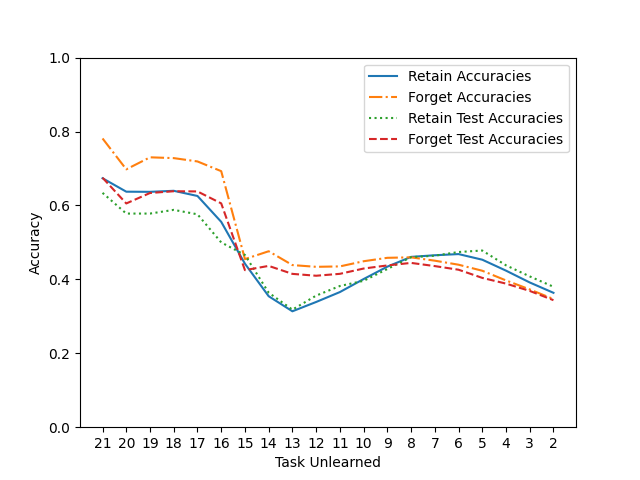 1.0
0.8
0.6
0.4
0.2
0.0
Accuracy
Retain Accuracies
Forget Accuracies
Retain Test Accuracies
Forget Test Accuracies
21 20 19 18 17 16 15 14 13 12 11 10 9 8 7 6 5 4 3 2
Task Unlearned